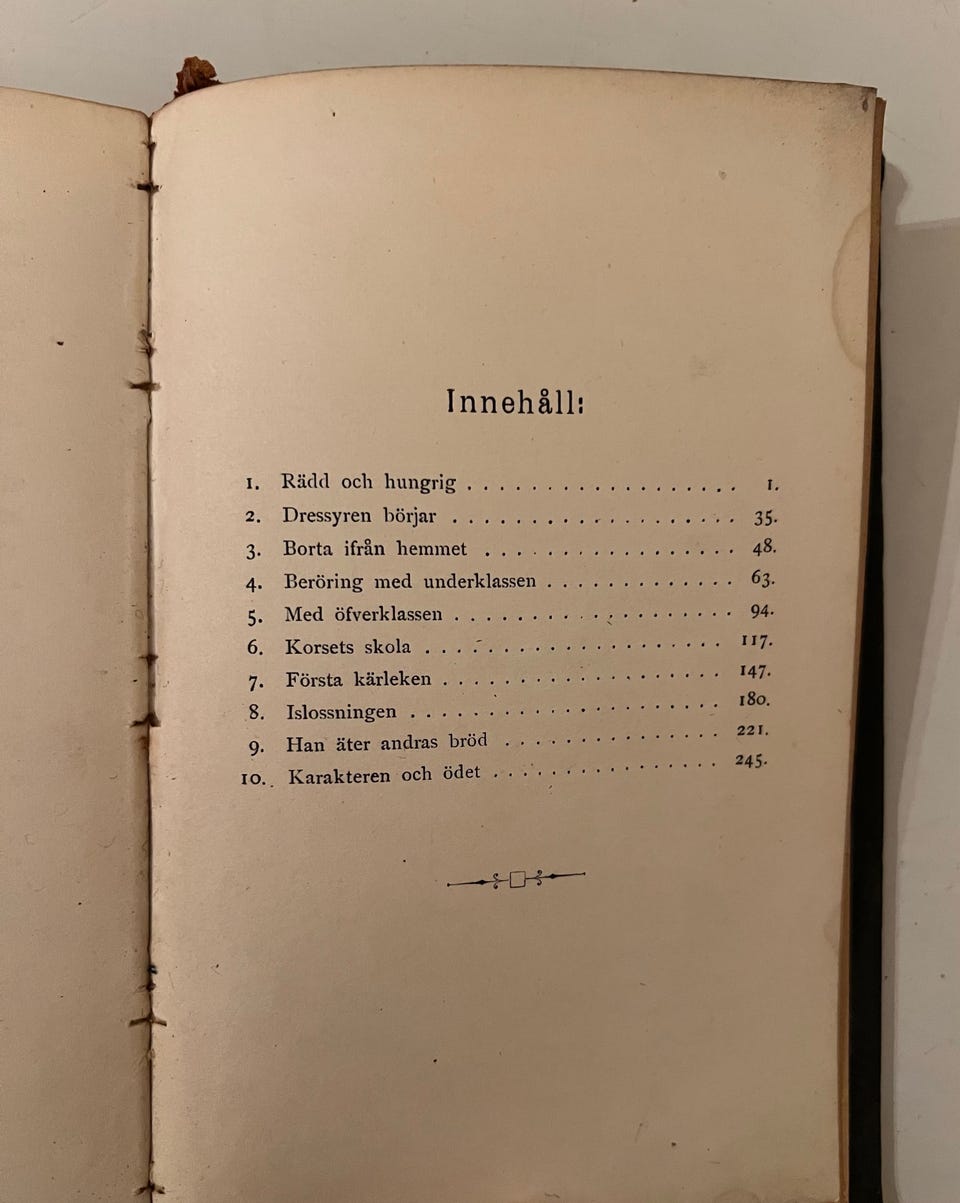 Innehåll:
1. Rädd och hungrig . . . . . . . . . . . . . . . . . . 1.
2. Dressyren börjar . . . . . . . . . . . . . . . . . . 35.
3. Borta ifrån hemmet . . . . . . . . . . . . . . . . 48.
4. Beröring med underklassen . . . . . . . . . . . . 63.
5. Med öfverklassen . . . . . . . . . . . . . . . . . . 94.
6. Korsets skola . . . . . . . . . . . . . . . . . . . 117.
7. Första kärleken . . . . . . . . . . . . . . . . . . 147.
8. Islossningen . . . . . . . . . . . . . . . . . . . . 180.
9. Han äter andras bröd . . . . . . . . . . . . . . 221.
10. Karakteren och ödet . . . . . . . . . . . . . . . 245.